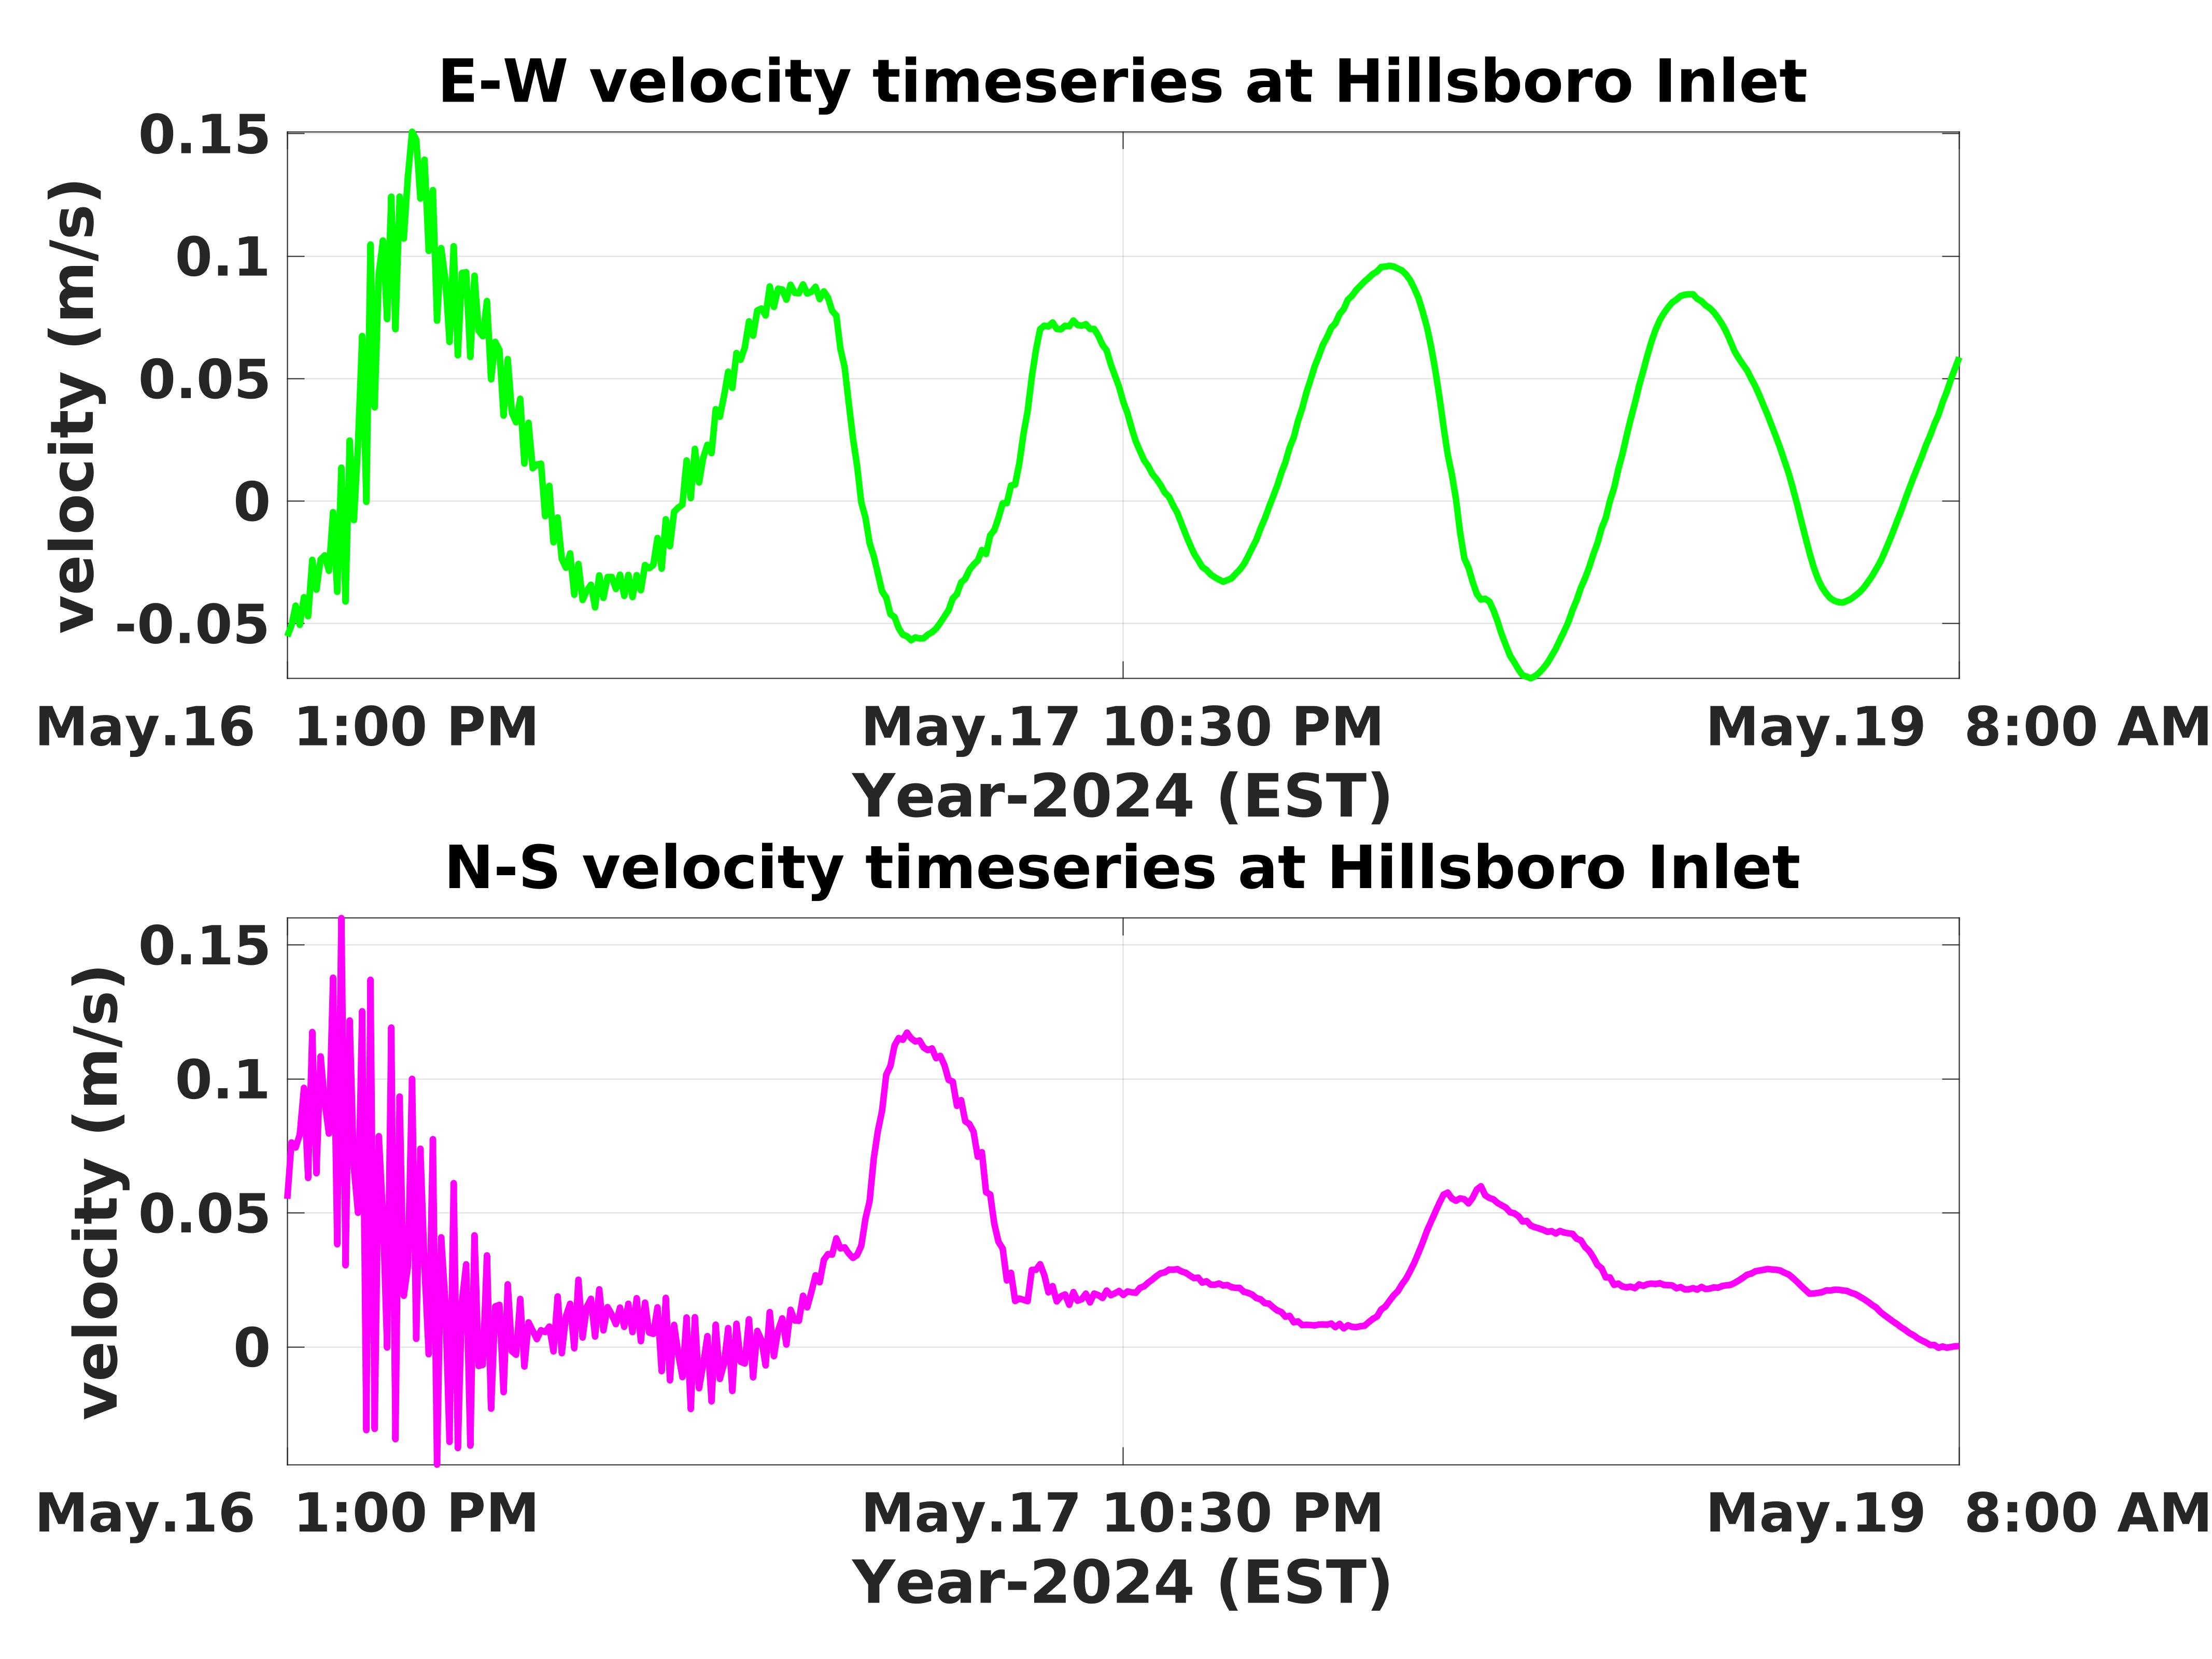 E-W velocity timeseries at Hillsboro Inlet
velocity (m/s)
0.15
0.1
0.05
0
-0.05
May.16  1:00 PM
May.17 10:30 PM
May.19  8:00 AM
Year-2024 (EST)
N-S velocity timeseries at Hillsboro Inlet
velocity (m/s)
0.15
0.1
0.05
0
May.16  1:00 PM
May.17 10:30 PM
May.19  8:00 AM
Year-2024 (EST)